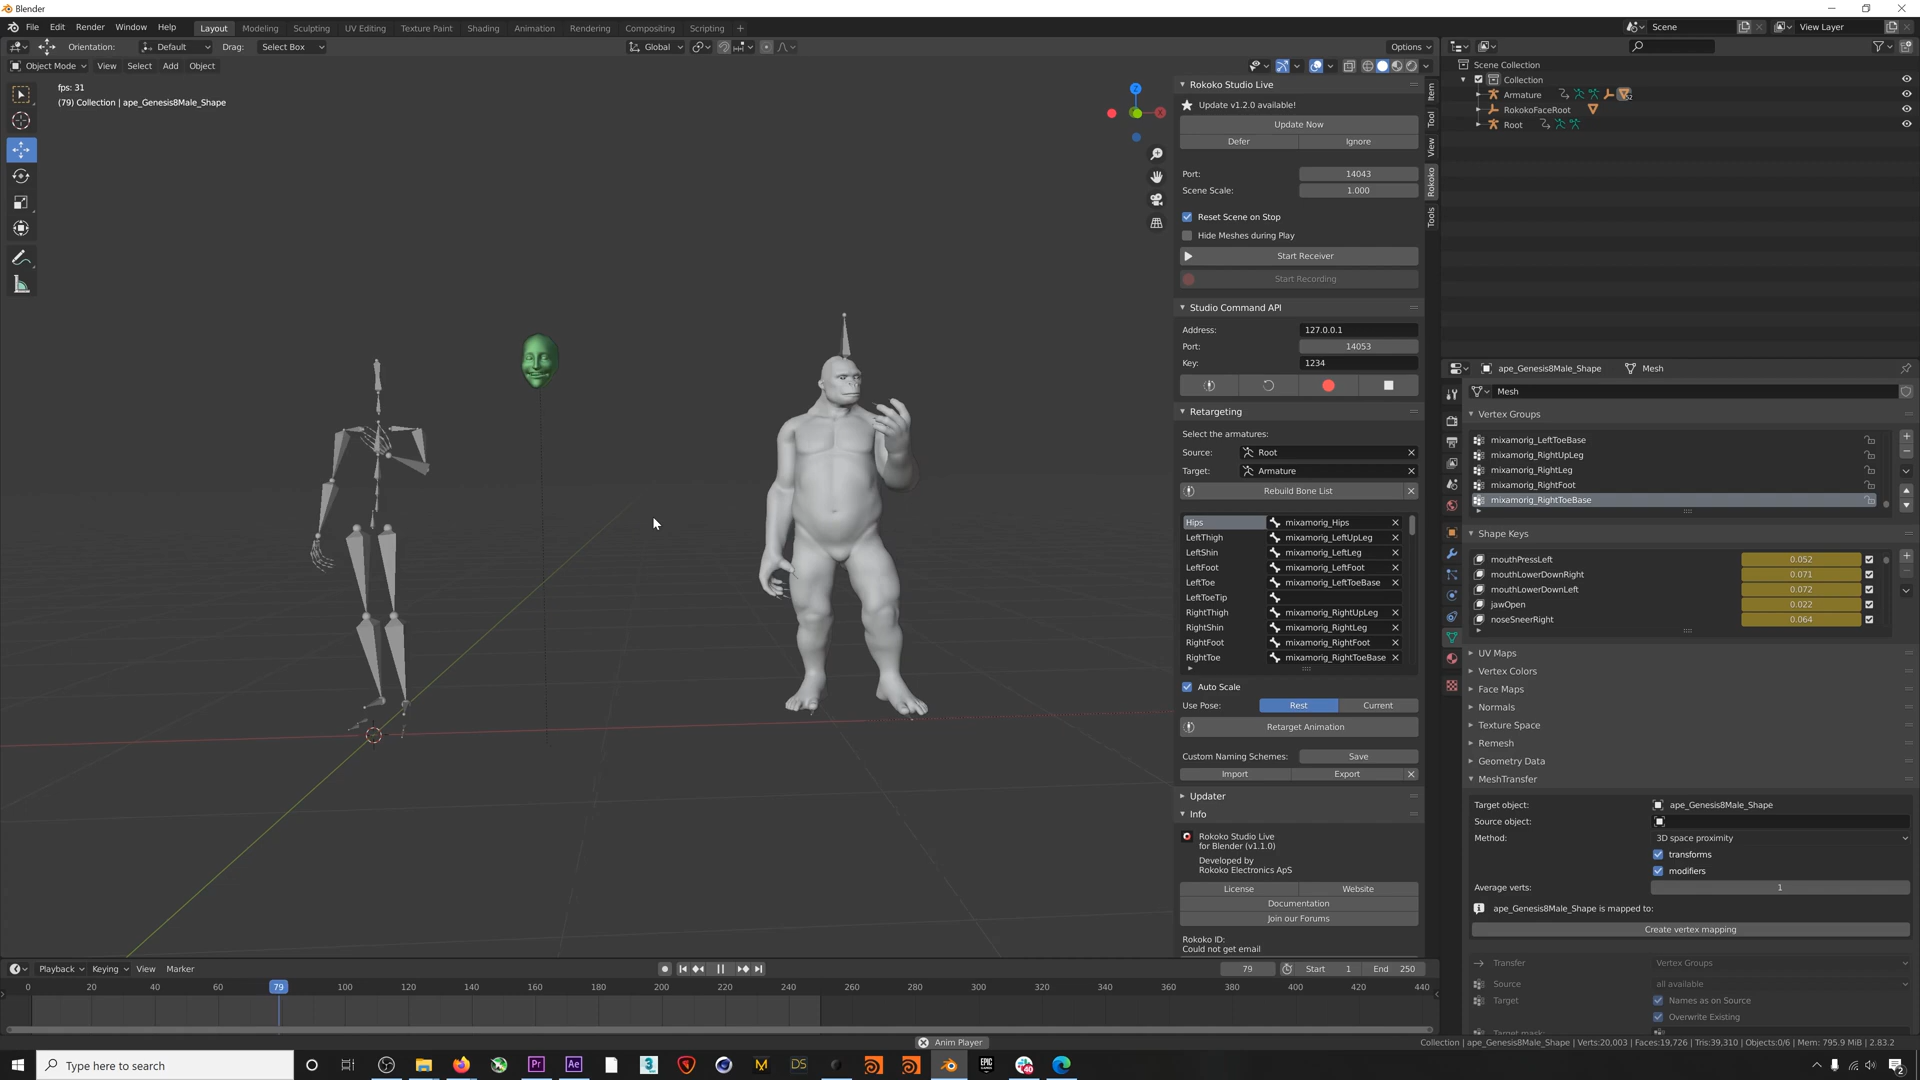 Blender
File Edit Render Window Help
Layout Modeling Sculpting UV Editing Texture Paint Shading Animation Rendering Compositing Scripting +
Scene
View Layer
Orientation: Default Drag: Select Box
Global
Options
Object Mode View Select Add Object
fps: 31
(79) Collection | ape_Genesis8Male_Shape
Z
X
Item
Tool
View
Rokoko
Tools
Rokoko Studio Live
Update v1.2.0 available!
Update Now
Defer Ignore
Port: 14043
Scene Scale: 1.000
Reset Scene on Stop
Hide Meshes during Play
Start Receiver
Start Recording
Studio Command API
Address: 127.0.0.1
Port: 14053
Key: 1234
Retargeting
Select the armatures:
Source: Root
Target: Armature
Rebuild Bone List
Hips mixamorig_Hips
LeftThigh mixamorig_LeftUpLeg
LeftShin mixamorig_LeftLeg
LeftFoot mixamorig_LeftFoot
LeftToe mixamorig_LeftToeBase
LeftToeTip
RightThigh mixamorig_RightUpLeg
RightShin mixamorig_RightLeg
RightFoot mixamorig_RightFoot
RightToe mixamorig_RightToeBase
Auto Scale
Use Pose: Rest Current
Retarget Animation
Custom Naming Schemes: Save
Import Export
Updater
Info
Rokoko Studio Live
for Blender (v1.1.0)
Developed by
Rokoko Electronics ApS
License Website
Documentation
Join our Forums
Rokoko ID:
Could not get email
Scene Collection
Collection
Armature
RokokoFaceRoot
Root
ape_Genesis8Male_Shape Mesh
Mesh
Vertex Groups
mixamorig_LeftToeBase
mixamorig_RightUpLeg
mixamorig_RightLeg
mixamorig_RightFoot
mixamorig_RightToeBase
Shape Keys
mouthPressLeft 0.052
mouthLowerDownRight 0.071
mouthLowerDownLeft 0.072
jawOpen 0.022
noseSneerRight 0.064
UV Maps
Vertex Colors
Face Maps
Normals
Texture Space
Remesh
Geometry Data
MeshTransfer
Target object: ape_Genesis8Male_Shape
Source object:
Method: 3D space proximity
transforms
modifiers
Average verts: 1
ape_Genesis8Male_Shape is mapped to:
Create vertex mapping
Transfer Vertex Groups
Source all available
Target Names as on Source
Overwrite Existing
Target mask:
Playback Keying View Marker
79 Start 1 End 250
0 20 40 60 79 100 120 140 160 180 200 220 240 260 280 300 320 340 360 380 400 420 440
Anim Player
Collection | ape_Genesis8Male_Shape | Verts:20,003 | Faces:19,726 | Tris:39,310 | Objects:0/6 | Mem: 795.9 MiB | 2.83.2
Type here to search